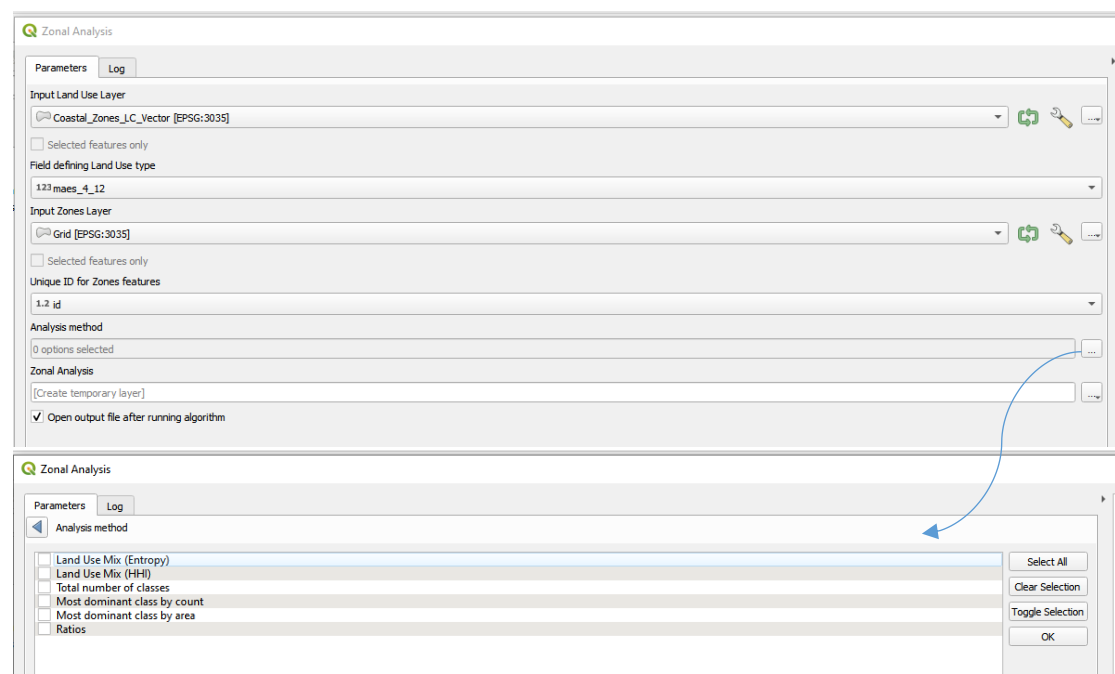 Zonal Analysis
Parameters Log
Input Land Use Layer
Coastal_Zones_LC_Vector [EPSG:3035]
...
Selected features only
Field defining Land Use type
123 maes_4_12
Input Zones Layer
Grid [EPSG:3035]
...
Selected features only
Unique ID for Zones features
1.2 id
Analysis method
0 options selected
...
Zonal Analysis
[Create temporary layer]
...
Open output file after running algorithm
Zonal Analysis
Parameters Log
Analysis method
Land Use Mix (Entropy)
Land Use Mix (HHI)
Total number of classes
Most dominant class by count
Most dominant class by area
Ratios
Select All
Clear Selection
Toggle Selection
OK